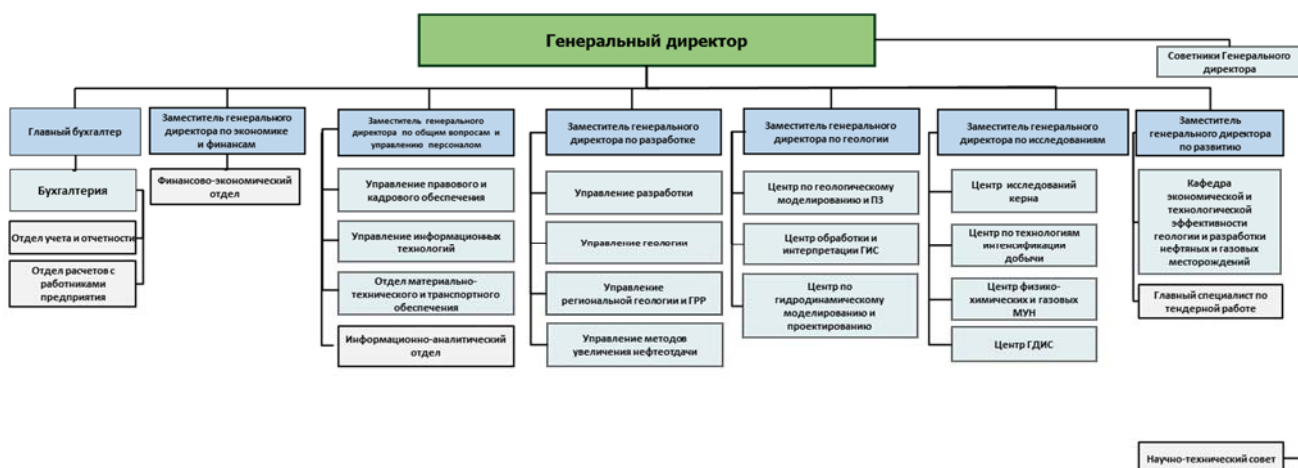 Генеральный директор
Советники Генерального
директора
Главный бухгалтер
Бухгалтерия
Отдел учета и отчетности
Отдел расчетов с
работниками
предприятия
Заместитель генерального
директора по экономике
и финансам
Финансово-экономический
отдел
Заместитель генерального
директора по общим вопросам и
управлению персоналом
Управление правового и
кадрового обеспечения
Управление информационных
технологий
Отдел материально-
технического и транспортного
обеспечения
Информационно-аналитический
отдел
Заместитель генерального
директора по разработке
Управление разработки
Управление геологии
Управление
региональной геологии и ГРР
Управление методов
увеличения нефтеотдачи
Заместитель генерального
директора по геологии
Центр по геологическому
моделированию и ПЗ
Центр обработки и
интерпретации ГИС
Центр по
гидродинамическому
моделированию и
проектированию
Заместитель генерального
директора по исследованиям
Центр исследований
керна
Центр по технологиям
интенсификации
добычи
Центр физико-
химических и газовых
МУН
Центр ГДИС
Заместитель
генерального директора
по развитию
Кафедра
экономической и
технологической
эффективности
геологии и разработки
нефтяных и газовых
месторождений
Главный специалист по
тендерной работе
Научно-технический совет